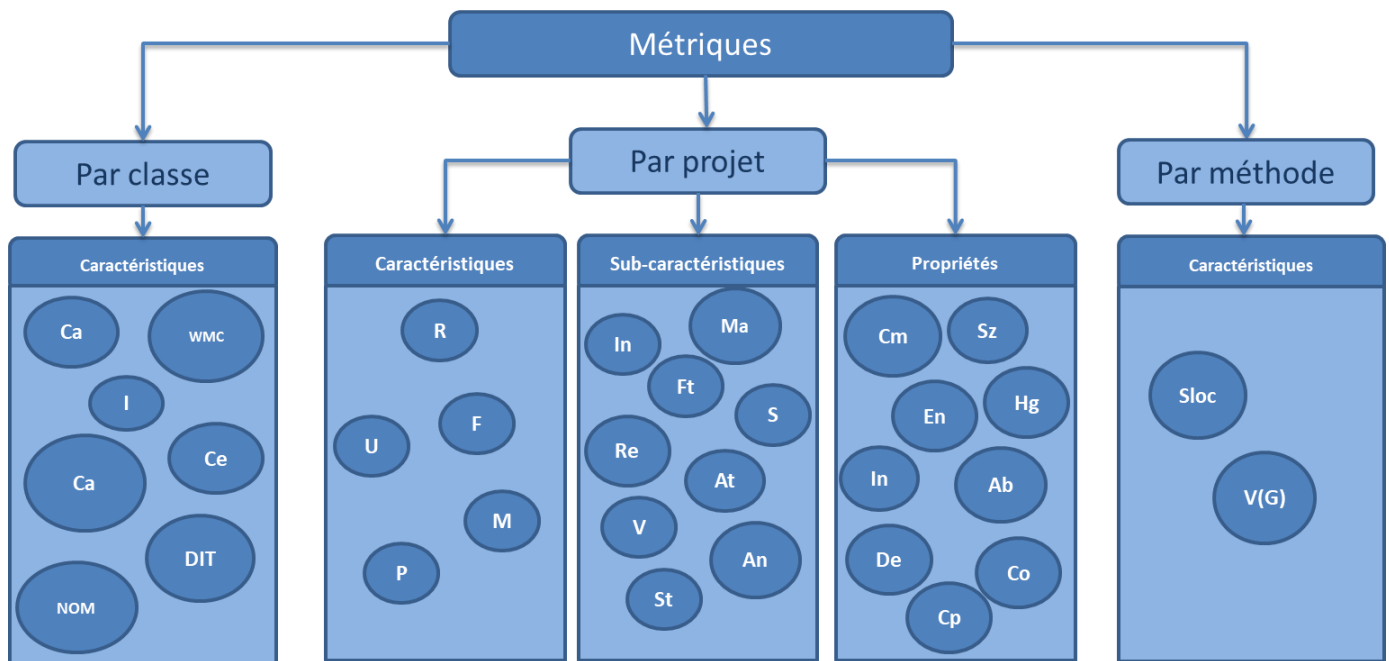 Métriques
Par classe
Par projet
Par méthode
Caractéristiques
Ca
WMC
I
Ca
Ce
DIT
NOM
Caractéristiques
R
F
U
M
P
Sub-caractéristiques
In
Ma
Ft
S
Re
At
V
An
St
Propriétés
Cm
Sz
En
Hg
In
Ab
De
Co
Cp
Caractéristiques
Sloc
V(G)